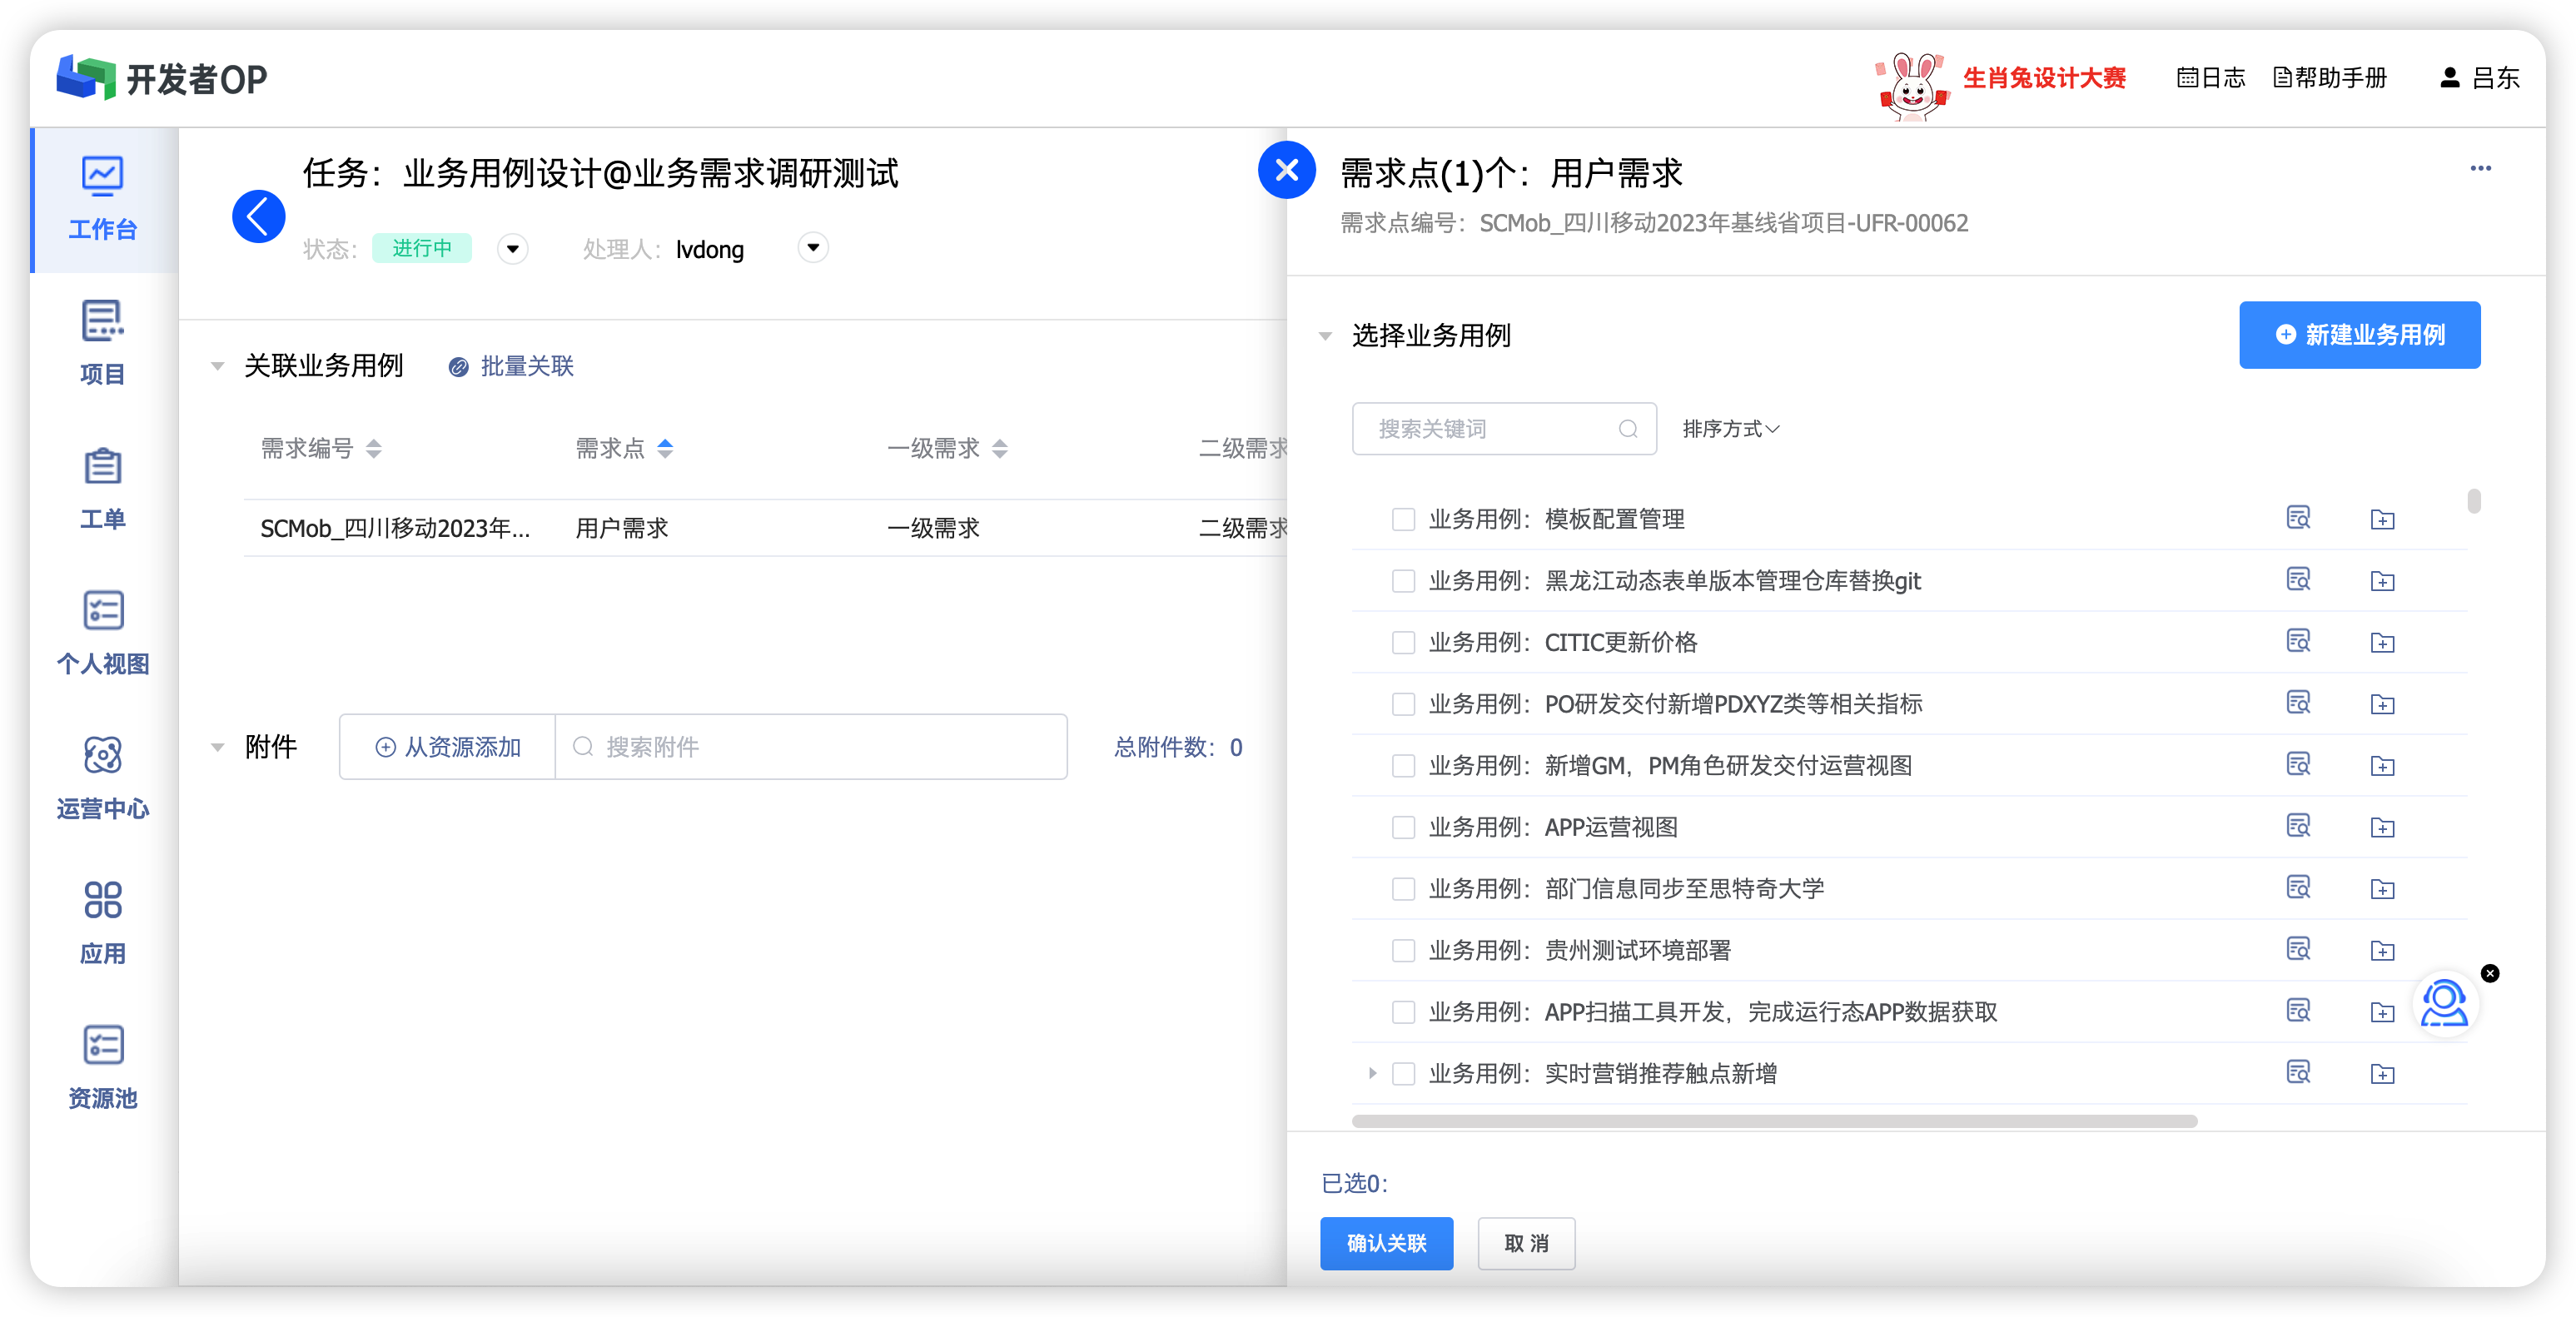 开发者OP
生肖兔设计大赛
日志
帮助手册
吕东
工作台
项目
工单
个人视图
运营中心
应用
资源池
任务：业务用例设计@业务需求调研测试
状态：
进行中
处理人：
lvdong
关联业务用例
批量关联
需求编号
需求点
一级需求
二级需求
SCMob_四川移动2023年...
用户需求
一级需求
二级需求
附件
从资源添加
搜索附件
总附件数：0
需求点(1)个：用户需求
...
需求点编号：SCMob_四川移动2023年基线省项目-UFR-00062
选择业务用例
新建业务用例
搜索关键词
排序方式
业务用例：模板配置管理
业务用例：黑龙江动态表单版本管理仓库替换git
业务用例：CITIC更新价格
业务用例：PO研发交付新增PDXYZ类等相关指标
业务用例：新增GM，PM角色研发交付运营视图
业务用例：APP运营视图
业务用例：部门信息同步至思特奇大学
业务用例：贵州测试环境部署
业务用例：APP扫描工具开发，完成运行态APP数据获取
业务用例：实时营销推荐触点新增
已选0:
确认关联
取 消